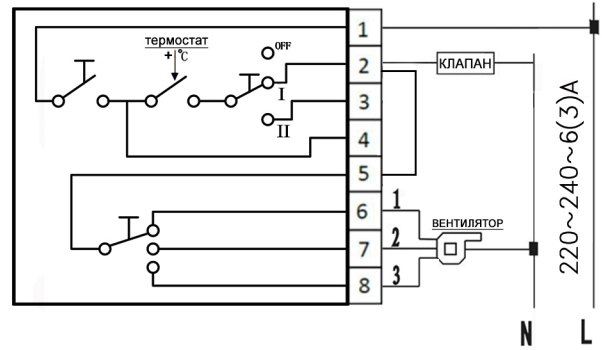 термостат
+°C
OFF
I
II
1
2
3
4
5
6
7
8
КЛАПАН
1
2
3
ВЕНТИЛЯТОР
220~240~6(3)A
N
L